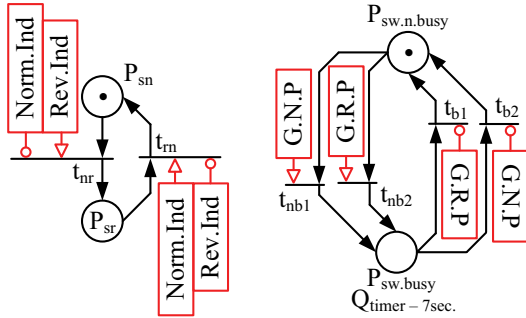 Norm.Ind
Rev.Ind
P_sn
t_nr
t_rn
P_sr
Norm.Ind
Rev.Ind
P_sw.n.busy
G.N.P
G.R.P
t_b1
t_b2
t_nb1
t_nb2
G.R.P
G.N.P
P_sw.busy
Q_timer – 7sec.